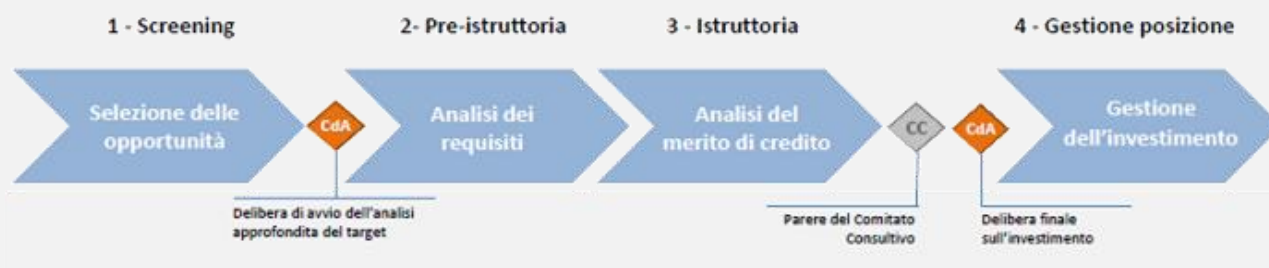 1 - Screening
2- Pre-istruttoria
3 - Istruttoria
4 - Gestione posizione
Selezione delle
opportunità
CdA
Analisi dei
requisiti
Analisi del
merito di credito
CC
CdA
Gestione
dell'investimento
Delibera di avvio dell'analisi
approfondita del target
Parere del Comitato
Consultivo
Delibera finale
sull'investimento